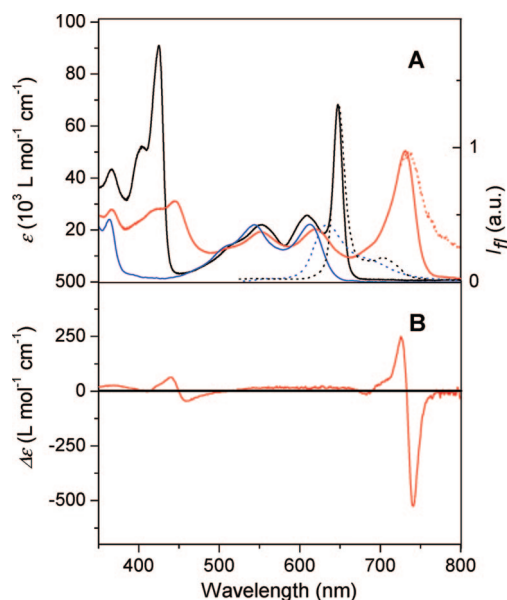 100
A
80
60
40
20
500
1
0
ε (10³ L mol⁻¹ cm⁻¹)
I_fl (a.u.)
B
250
0
-250
-500
Δε (L mol⁻¹ cm⁻¹)
400 500 600 700 800
Wavelength (nm)